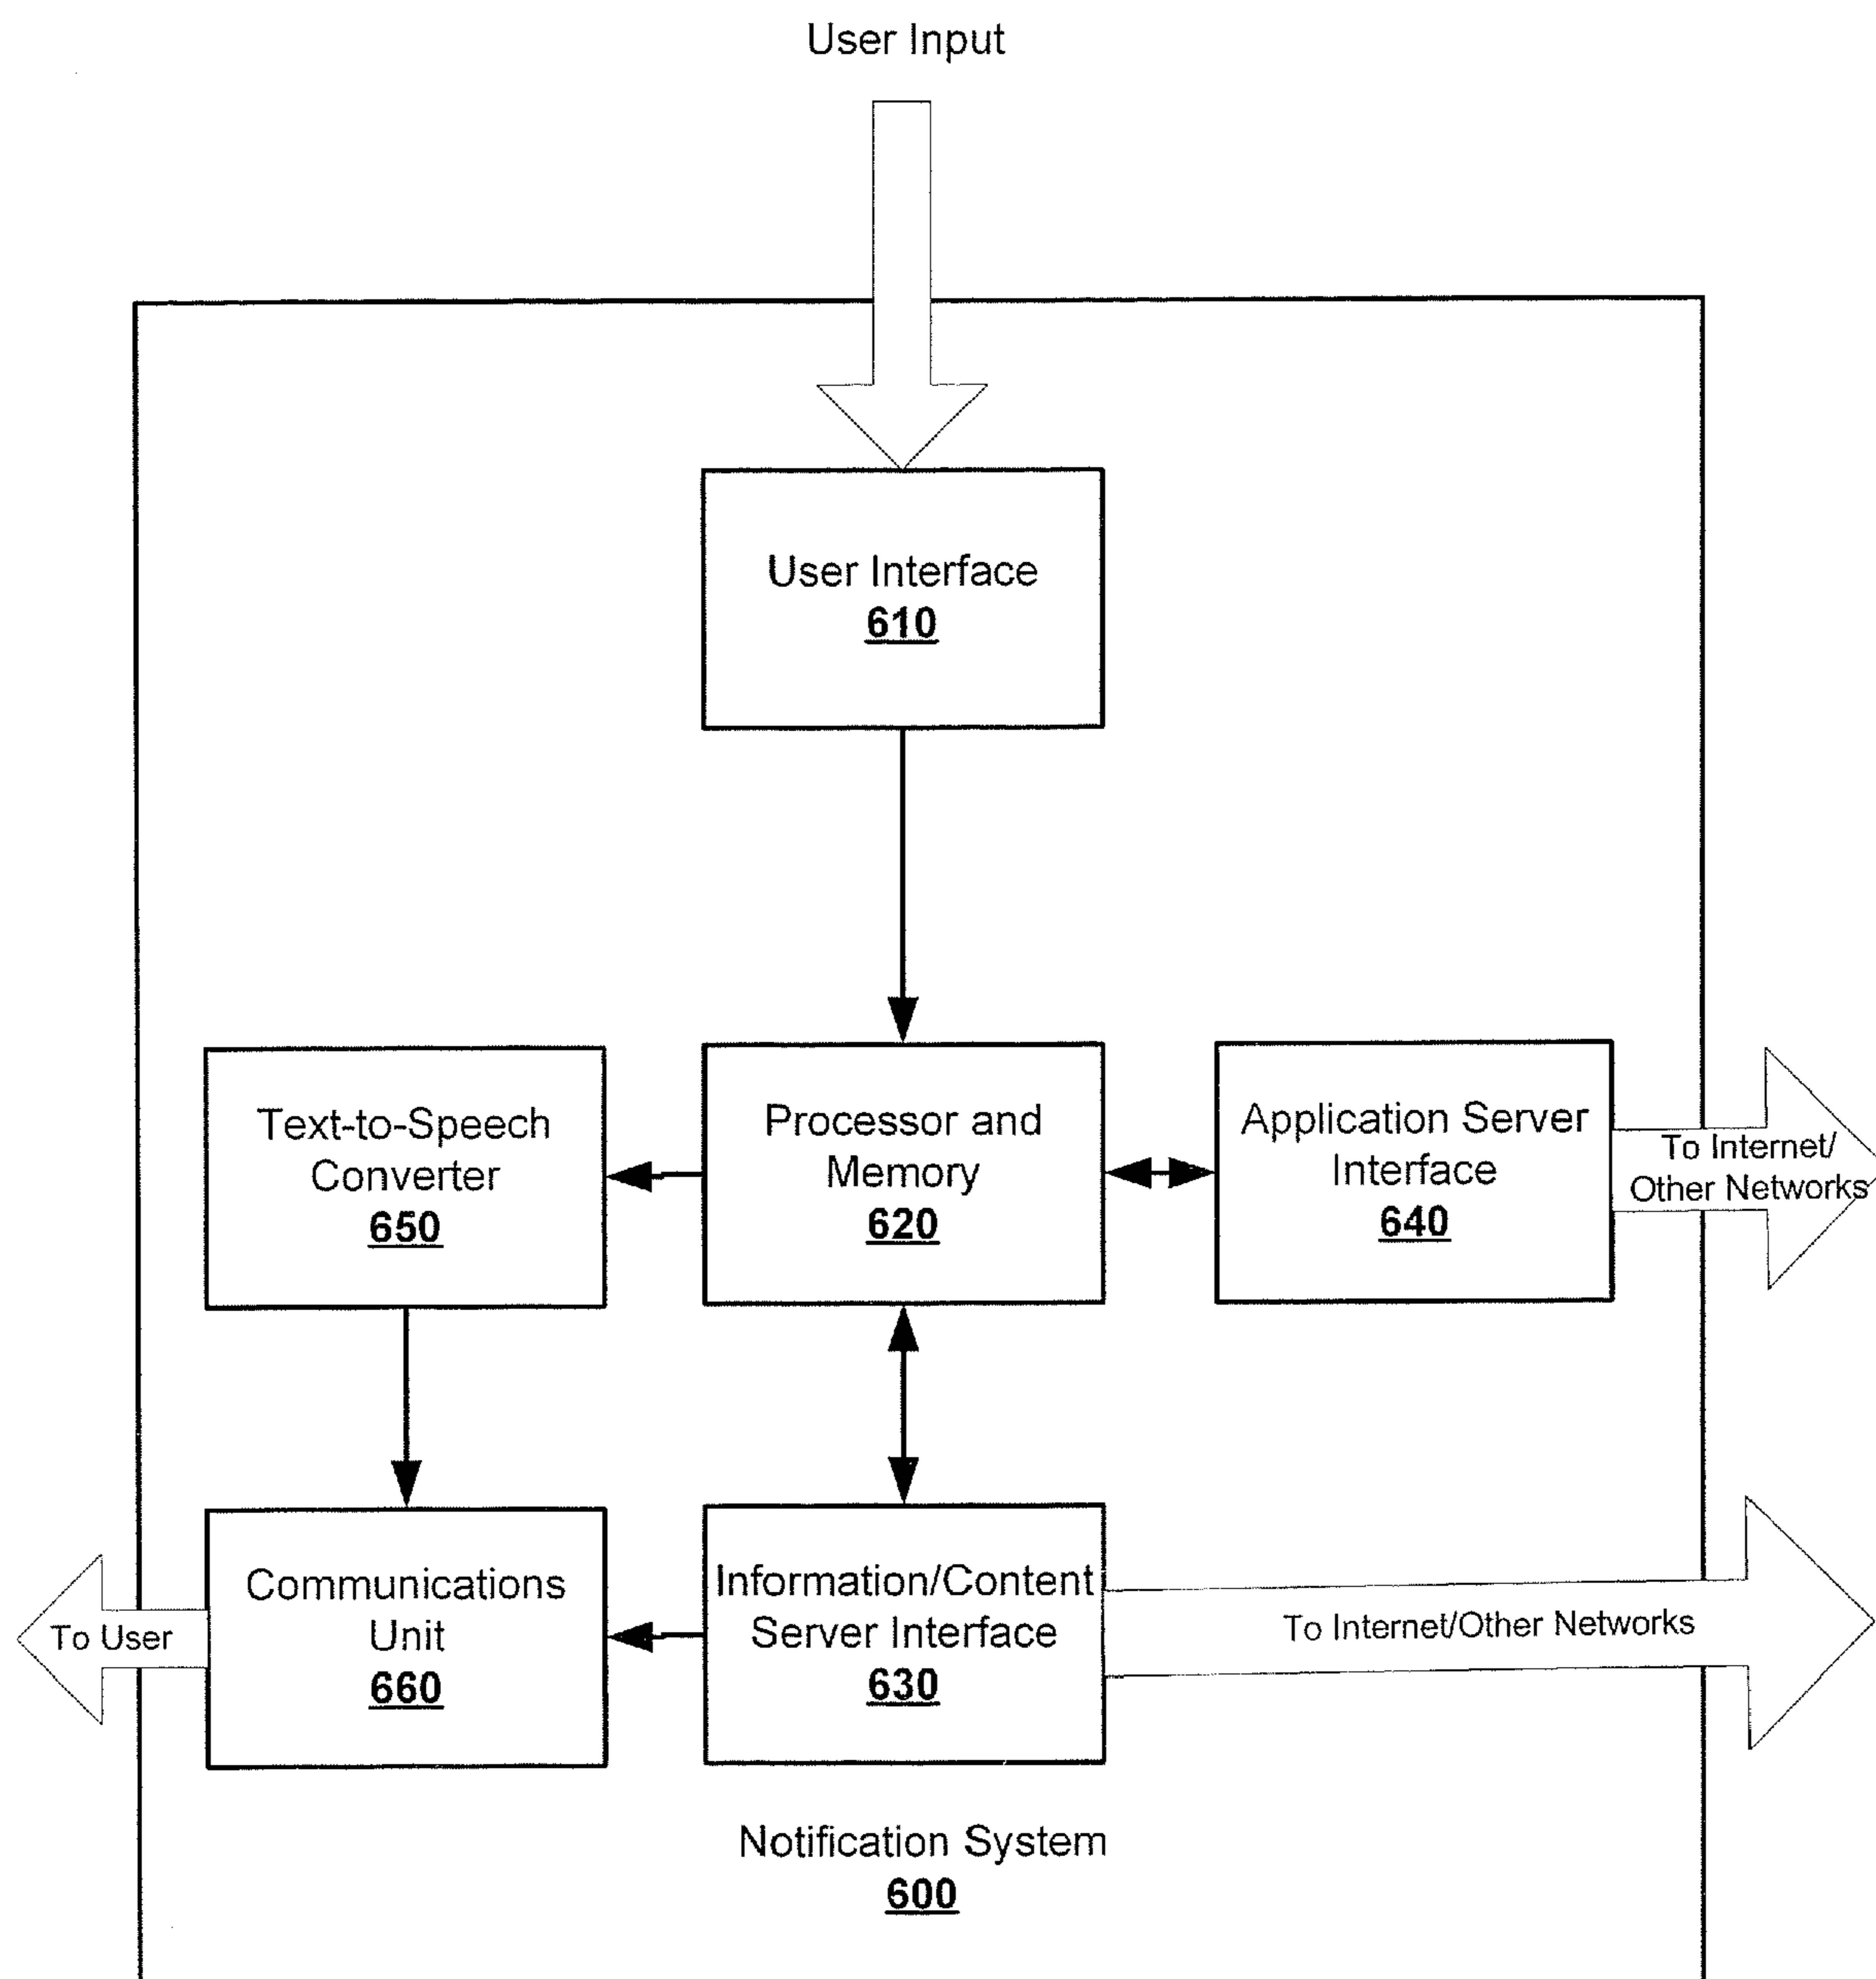 User Input
User Interface
610
Text-to-Speech
Converter
650
Processor and
Memory
620
Application Server
Interface
640
To Internet/
Other Networks
Communications
Unit
660
To User
Information/Content
Server Interface
630
To Internet/Other Networks
Notification System
600